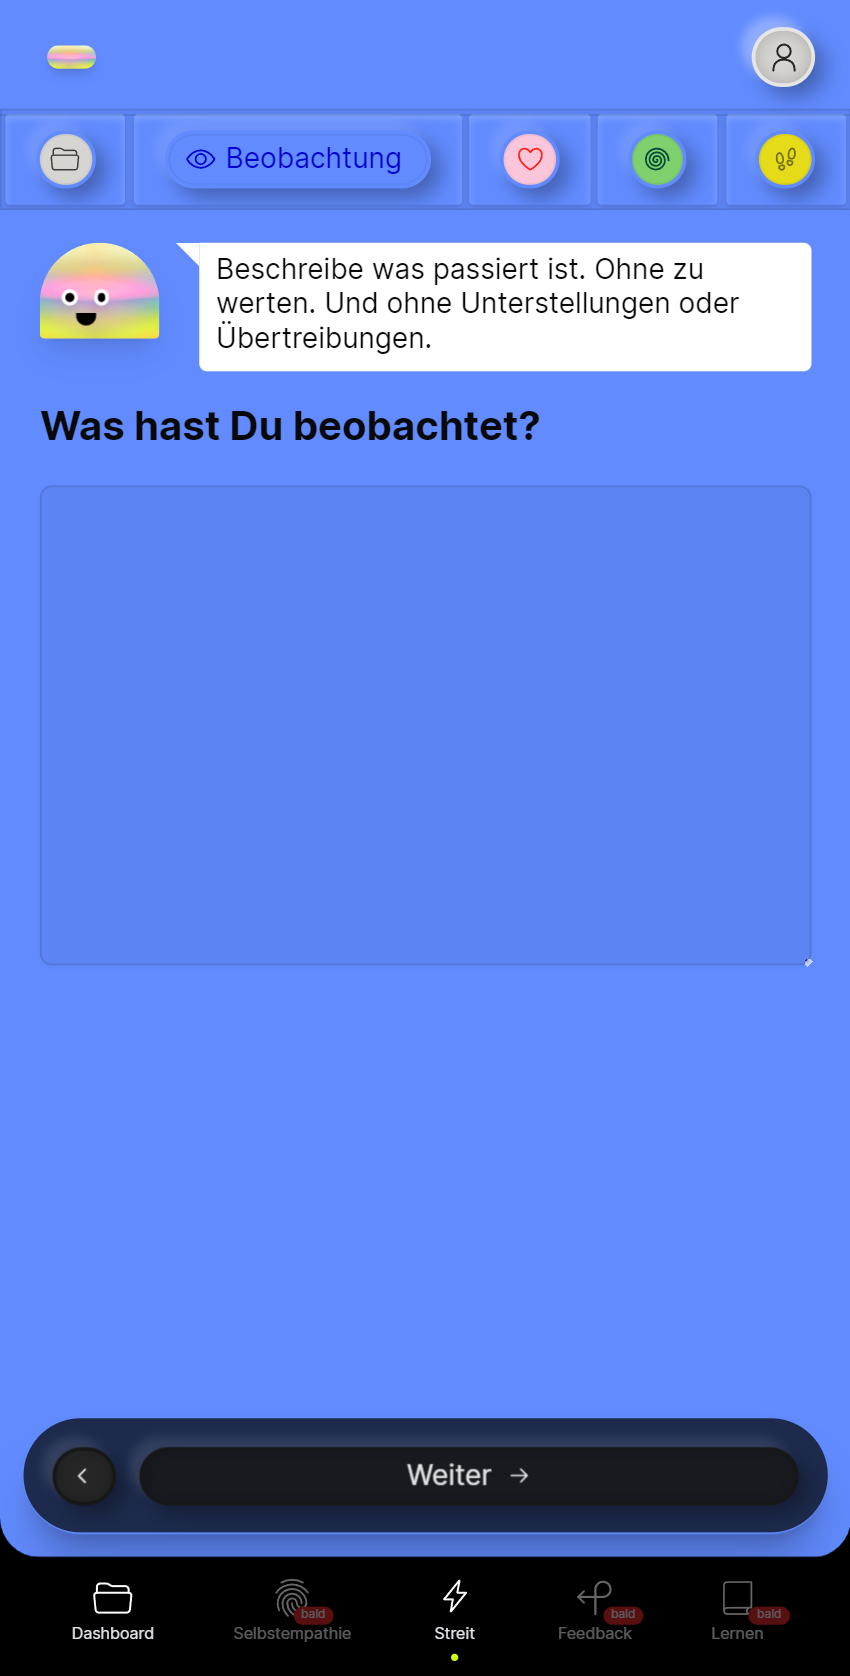 Beobachtung
Beschreibe was passiert ist. Ohne zu
werten. Und ohne Unterstellungen oder
Übertreibungen.
Was hast Du beobachtet?
Weiter
bald
bald
bald
Dashboard
Selbstempathie
Streit
Feedback
Lernen